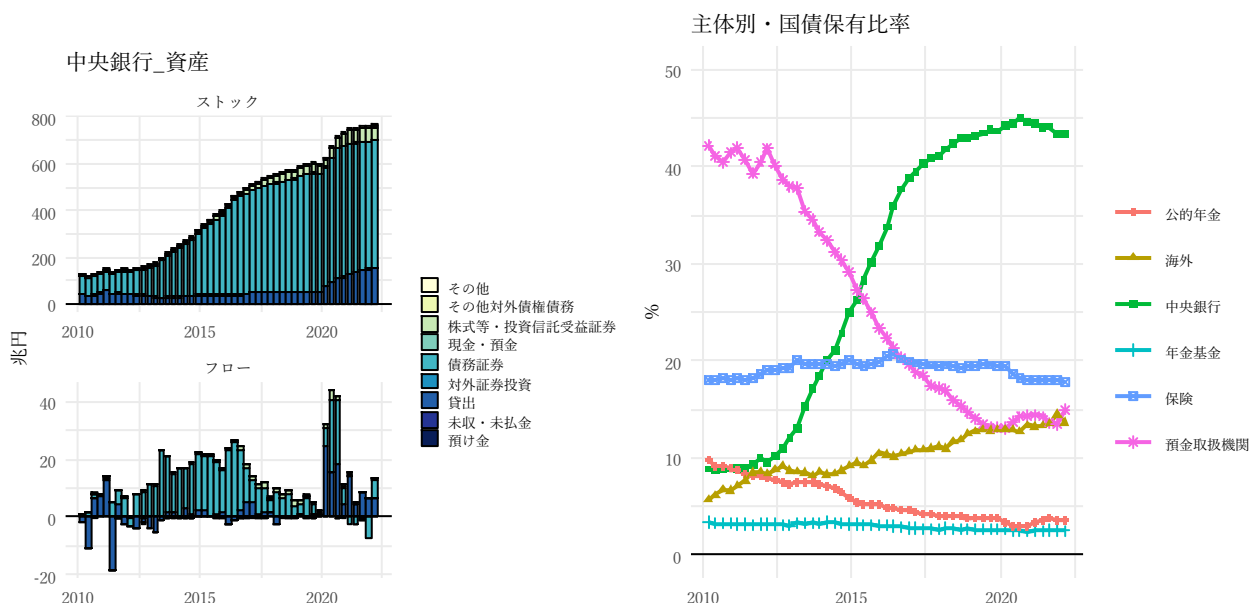 中央銀行_資産
ストック
800
600
400
200
0
2010
2015
2020
兆円
フロー
40
20
0
-20
2010
2015
2020
その他
その他対外債権債務
株式等・投資信託受益証券
現金・預金
債務証券
対外証券投資
貸出
未収・未払金
預け金
主体別・国債保有比率
50
40
30
20
10
0
%
2010
2015
2020
公的年金
海外
中央銀行
年金基金
保険
預金取扱機関